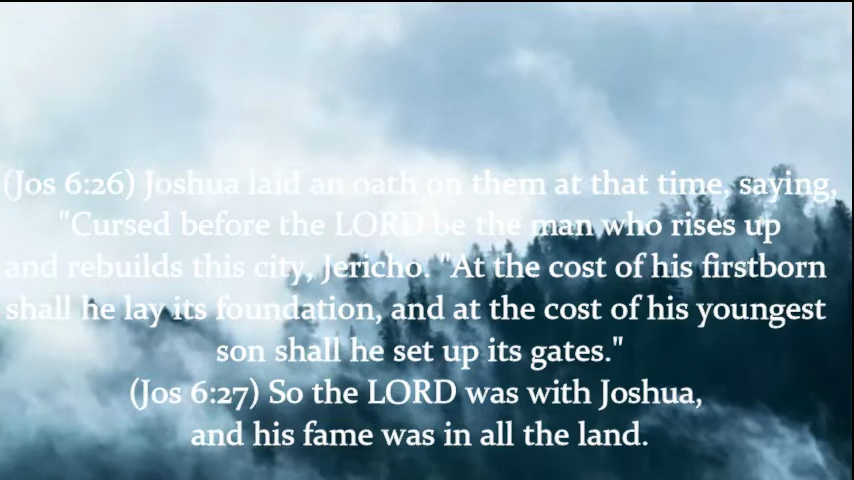 (Jos 6:26) Joshua laid an oath on them at that time, saying,
"Cursed before the LORD be the man who rises up
and rebuilds this city, Jericho. "At the cost of his firstborn
shall he lay its foundation, and at the cost of his youngest
son shall he set up its gates."
(Jos 6:27) So the LORD was with Joshua,
and his fame was in all the land.